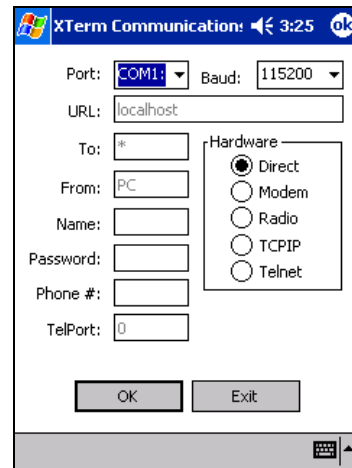 XTerm Communication: 3:25 ok
Port: COM1: Baud: 115200
URL: localhost
To: *
From: PC
Name:
Password:
Phone #:
TelPort: 0
Hardware
Direct
Modem
Radio
TCPIP
Telnet
OK Exit